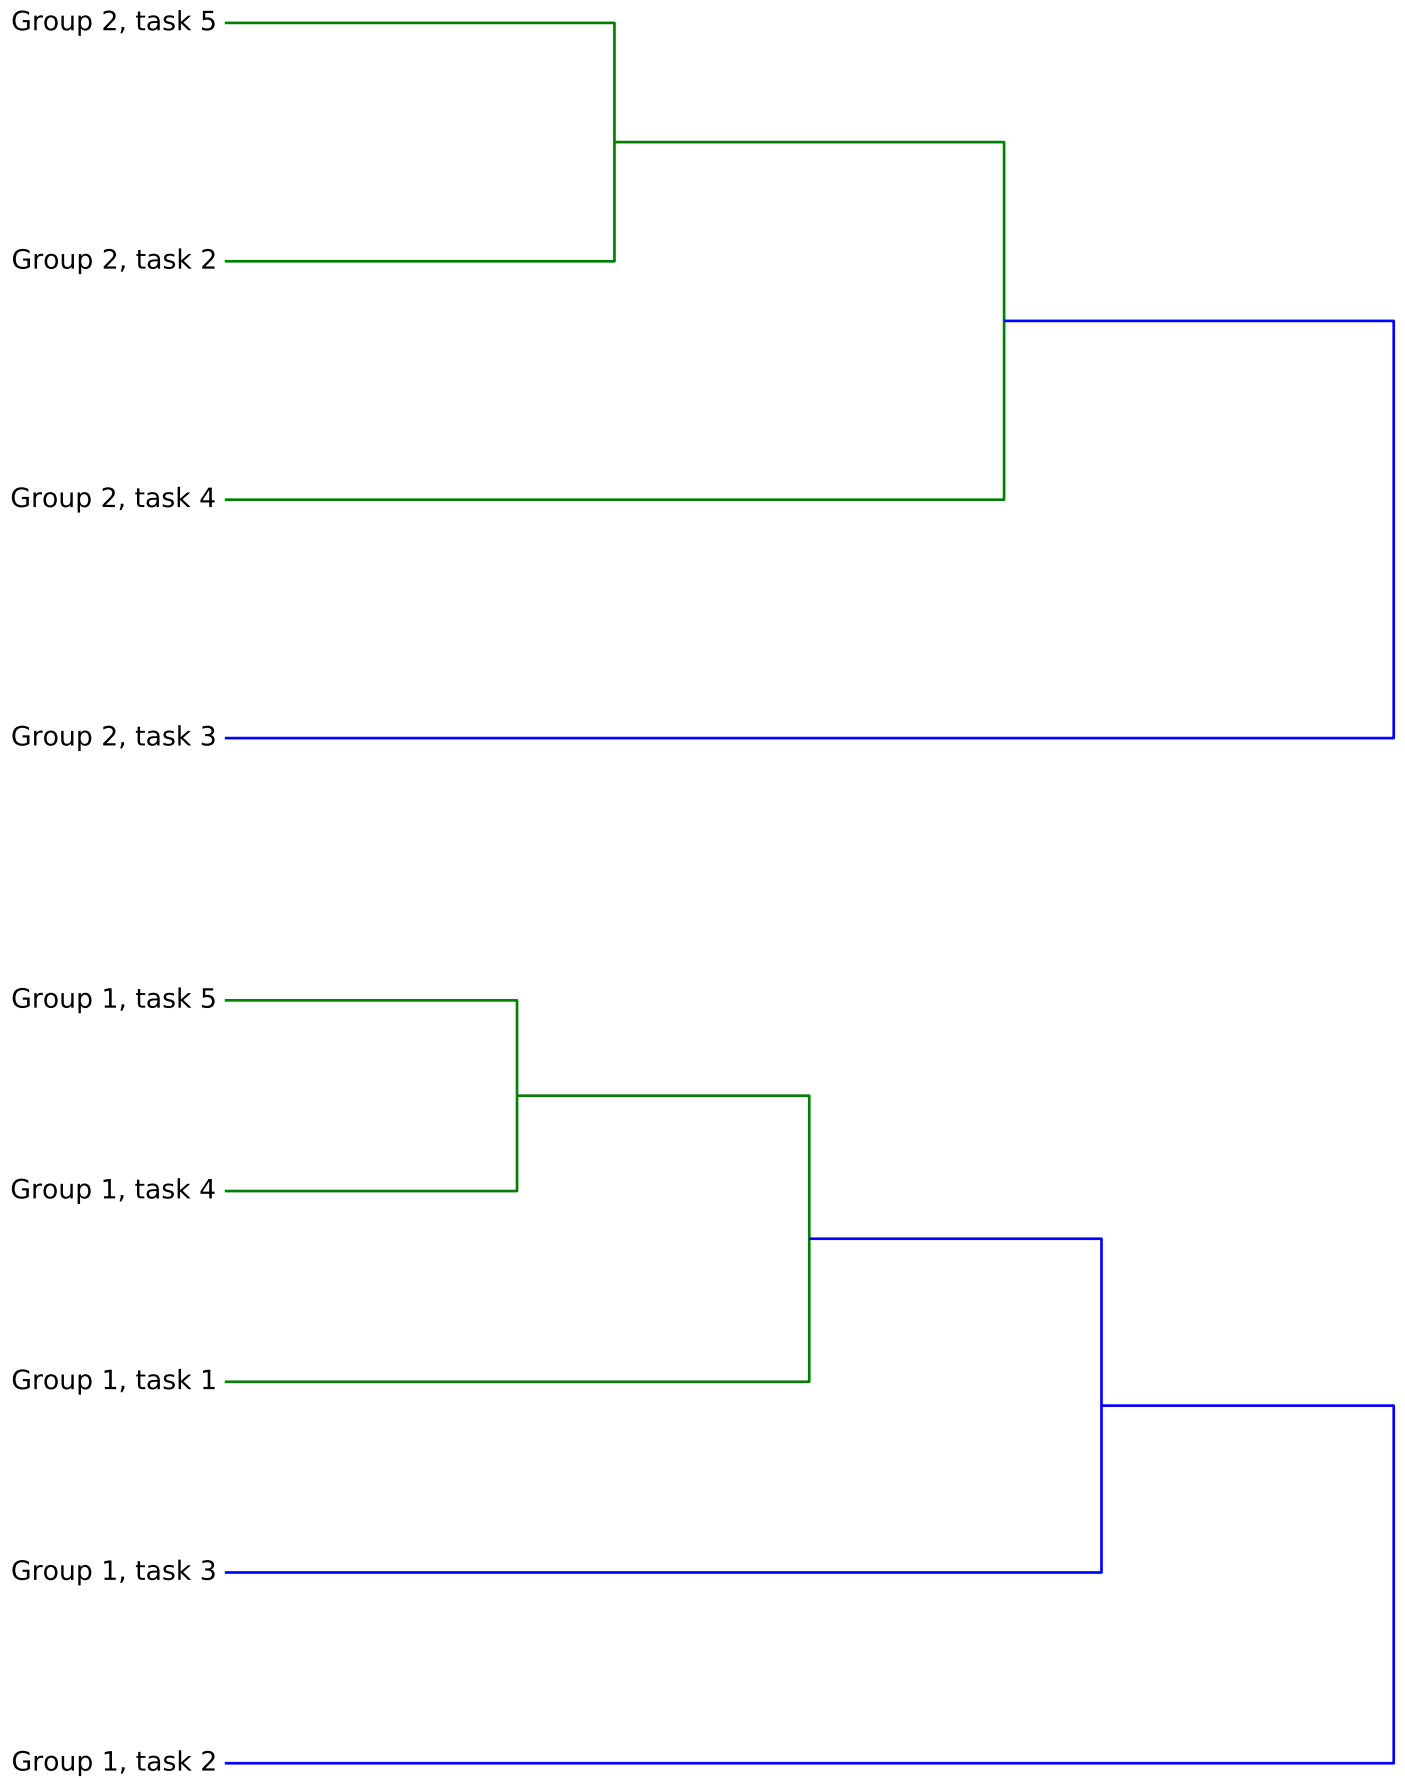 Group 2, task 5
Group 2, task 2
Group 2, task 4
Group 2, task 3
Group 1, task 5
Group 1, task 4
Group 1, task 1
Group 1, task 3
Group 1, task 2